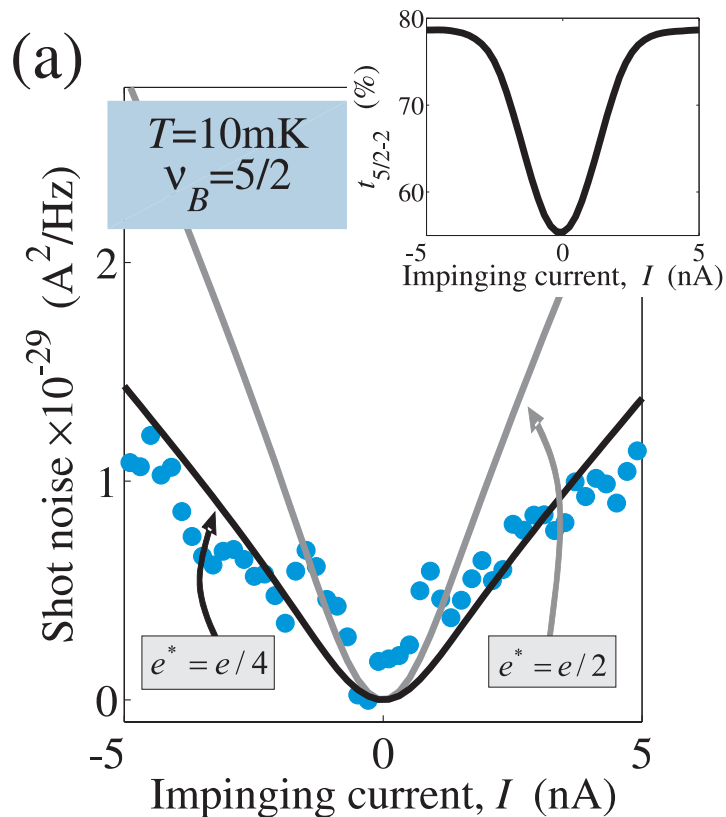 (a)
T=10mK
ν_B=5/2
Shot noise ×10^-29 (A^2/Hz)
2
1
0
-5
0
5
Impinging current, I (nA)
e* = e/4
e* = e/2
t_5/2-2 (%)
80
70
60
-5
0
5
Impinging current, I (nA)